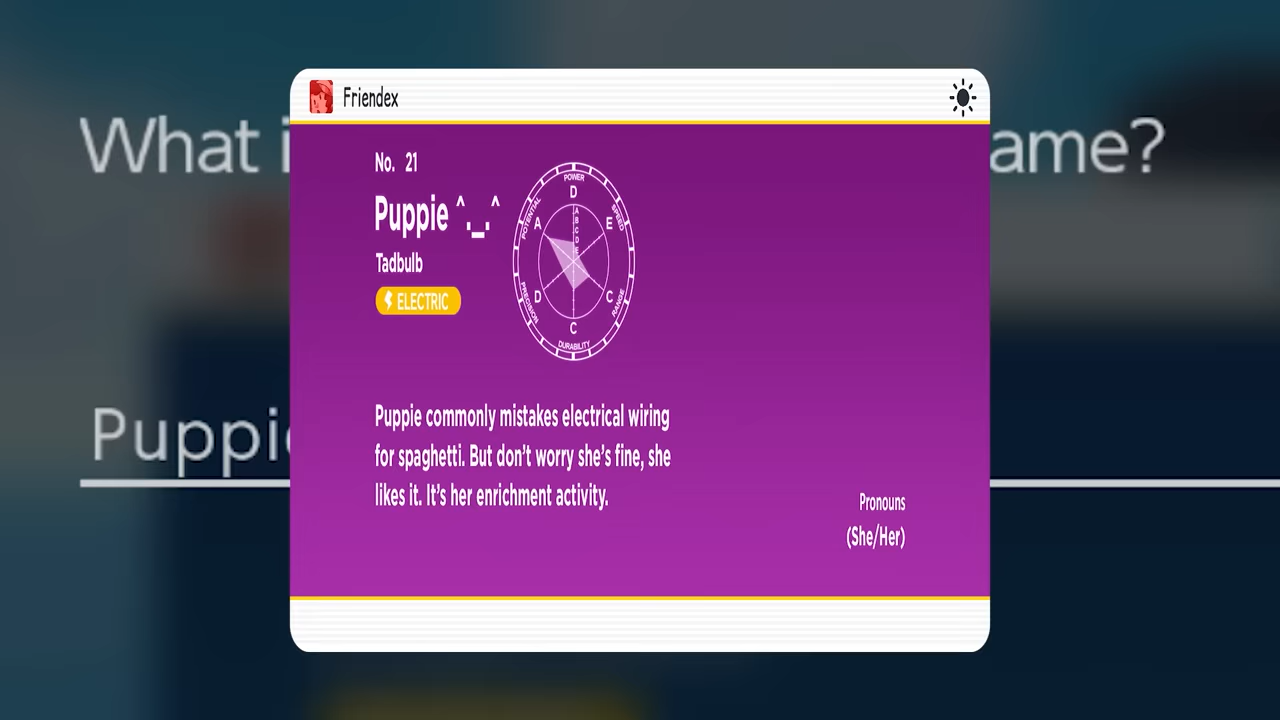 What i
ame?
Puppie
Friendex
No. 21
Puppie ^._.^
Tadbulb
ELECTRIC
POWER
D
SPEED
E
RANGE
C
DURABILITY
C
PRECISION
D
POTENTIAL
A
A
B
C
D
E
Puppie commonly mistakes electrical wiring
for spaghetti. But don't worry she's fine, she
likes it. It's her enrichment activity.
Pronouns
(She/Her)